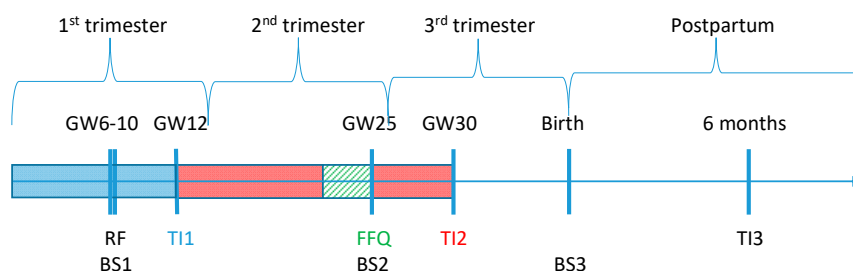 1st trimester 2nd trimester 3rd trimester Postpartum
GW6-10 GW12 GW25 GW30 Birth 6 months
RF TI1 FFQ TI2 TI3
BS1 BS2 BS3